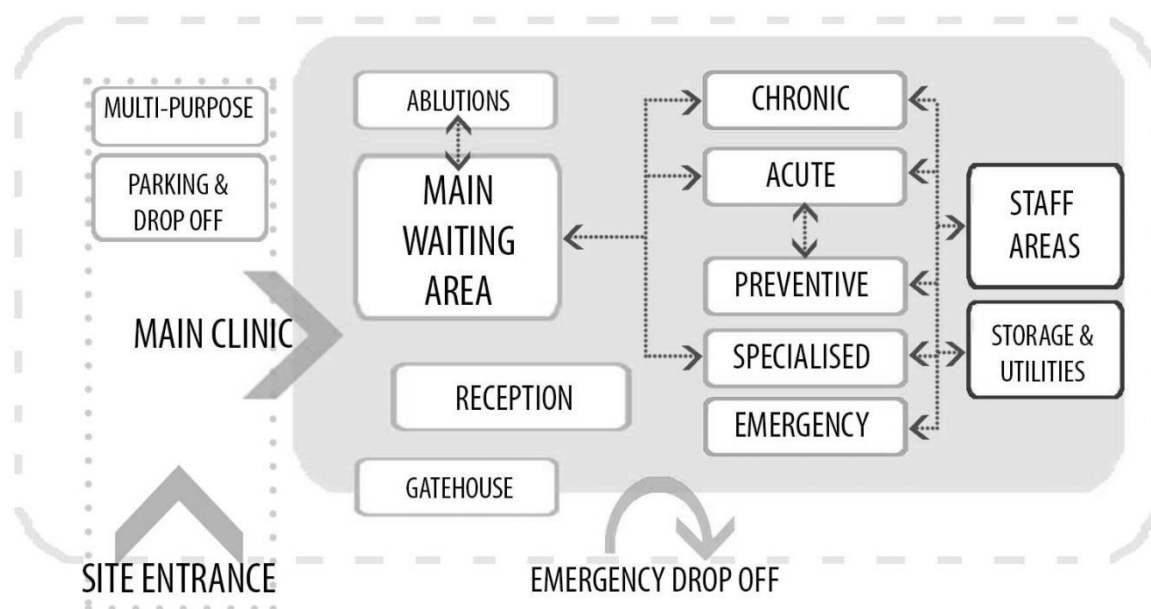 MULTI-PURPOSE
PARKING &
DROP OFF
MAIN CLINIC
SITE ENTRANCE
ABLUTIONS
MAIN
WAITING
AREA
RECEPTION
GATEHOUSE
CHRONIC
ACUTE
PREVENTIVE
SPECIALISED
EMERGENCY
STAFF
AREAS
STORAGE &
UTILITIES
EMERGENCY DROP OFF